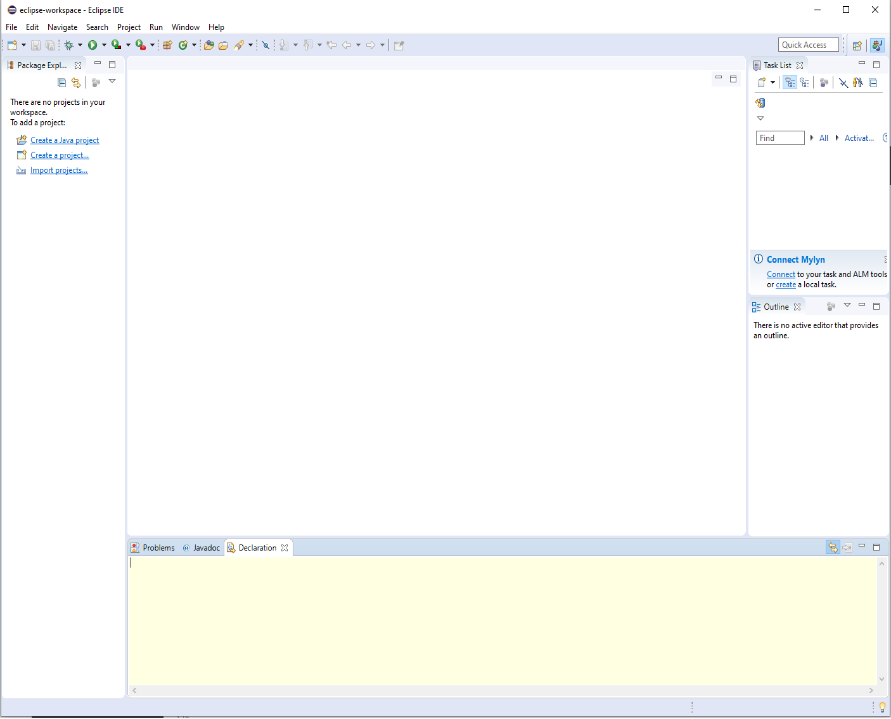 eclipse-workspace - Eclipse IDE
File Edit Navigate Search Project Run Window Help
Quick Access
Package Expl...
There are no projects in your
workspace.
To add a project:
Create a Java project
Create a project...
Import projects...
Task List
Find All Activat...
Connect Mylyn
Connect to your task and ALM tools
or create a local task.
Outline
There is no active editor that provides
an outline.
Problems @ Javadoc Declaration